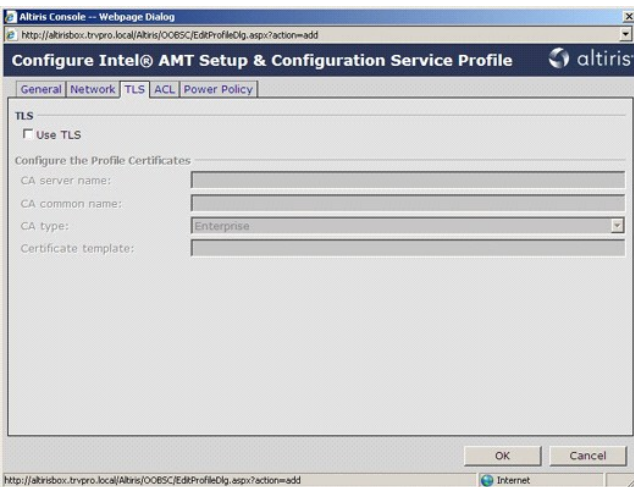 Altiris Console -- Webpage Dialog
http://altirisbox.trvpro.local/Altiris/OOBSC/EditProfileDlg.aspx?action=add
Configure Intel® AMT Setup & Configuration Service Profile
altiris
General Network TLS ACL Power Policy
TLS
Use TLS
Configure the Profile Certificates
CA server name:
CA common name:
CA type: Enterprise
Certificate template:
OK Cancel
http://altirisbox.trvpro.local/Altiris/OOBSC/EditProfileDlg.aspx?action=add Internet